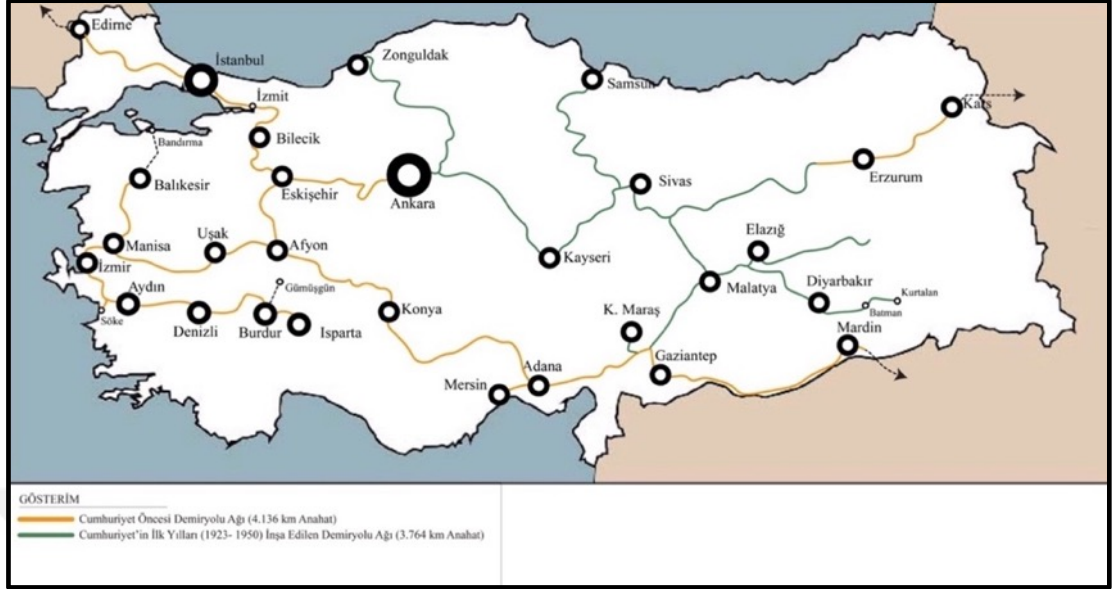 Edirne
İstanbul
Zonguldak
Samsun
İzmit
Kars
Bilecik
Bandırma
Balıkesir
Eskişehir
Ankara
Sivas
Erzurum
Manisa
Uşak
Afyon
Elazığ
İzmir
Kayseri
Aydın
Gümüşgün
Malatya
Diyarbakır
Kurtalan
Söke
Denizli
Burdur
Isparta
Konya
K. Maraş
Batman
Mardin
Gaziantep
Adana
Mersin
GÖSTERİM
Cumhuriyet Öncesi Demiryolu Ağı (4.136 km Anahat)
Cumhuriyet'in İlk Yılları (1923- 1950) İnşa Edilen Demiryolu Ağı (3.764 km Anahat)